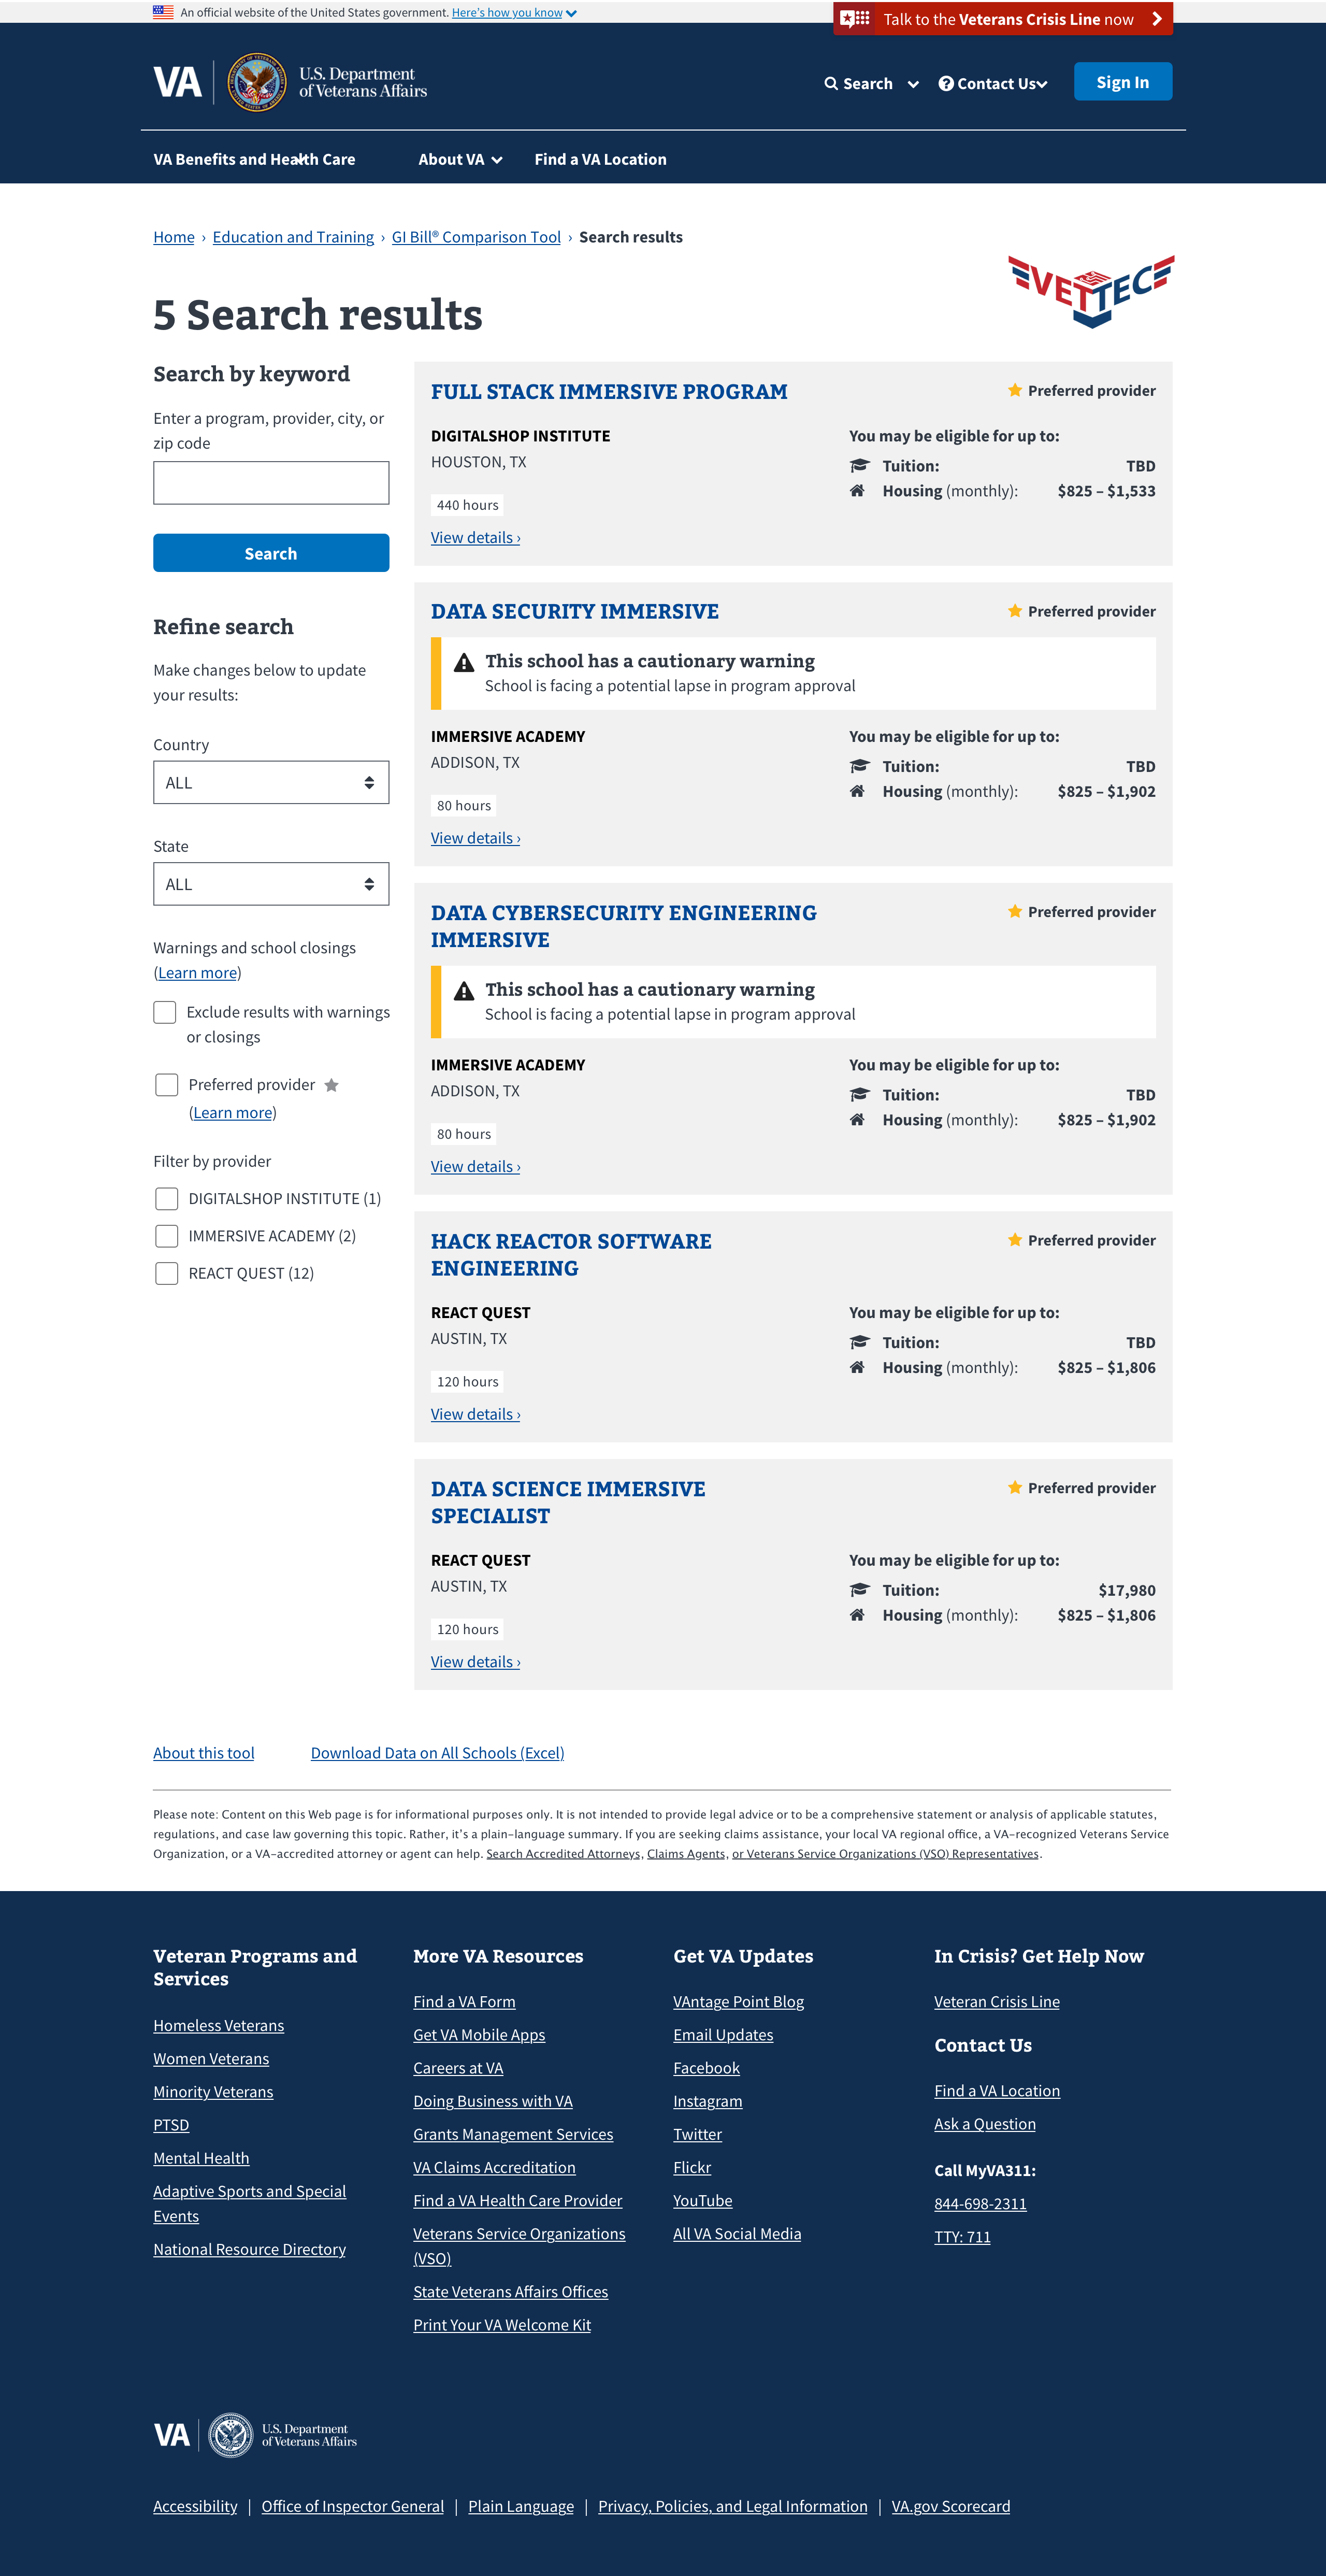 An official website of the United States government. Here's how you know
Talk to the Veterans Crisis Line now
VA
U.S. Department
of Veterans Affairs
Search
Contact Us
Sign In
VA Benefits and Health Care
About VA
Find a VA Location
Home › Education and Training › GI Bill® Comparison Tool › Search results
VET TEC
5 Search results
Search by keyword
Enter a program, provider, city, or
zip code
Search
Refine search
Make changes below to update
your results:
Country
ALL
State
ALL
Warnings and school closings
(Learn more)
Exclude results with warnings
or closings
Preferred provider
(Learn more)
Filter by provider
DIGITALSHOP INSTITUTE (1)
IMMERSIVE ACADEMY (2)
REACT QUEST (12)
FULL STACK IMMERSIVE PROGRAM
Preferred provider
DIGITALSHOP INSTITUTE
HOUSTON, TX
440 hours
View details ›
You may be eligible for up to:
Tuition: TBD
Housing (monthly): $825 – $1,533
DATA SECURITY IMMERSIVE
Preferred provider
This school has a cautionary warning
School is facing a potential lapse in program approval
IMMERSIVE ACADEMY
ADDISON, TX
80 hours
View details ›
You may be eligible for up to:
Tuition: TBD
Housing (monthly): $825 – $1,902
DATA CYBERSECURITY ENGINEERING
IMMERSIVE
Preferred provider
This school has a cautionary warning
School is facing a potential lapse in program approval
IMMERSIVE ACADEMY
ADDISON, TX
80 hours
View details ›
You may be eligible for up to:
Tuition: TBD
Housing (monthly): $825 – $1,902
HACK REACTOR SOFTWARE
ENGINEERING
Preferred provider
REACT QUEST
AUSTIN, TX
120 hours
View details ›
You may be eligible for up to:
Tuition: TBD
Housing (monthly): $825 – $1,806
DATA SCIENCE IMMERSIVE
SPECIALIST
Preferred provider
REACT QUEST
AUSTIN, TX
120 hours
View details ›
You may be eligible for up to:
Tuition: $17,980
Housing (monthly): $825 – $1,806
About this tool
Download Data on All Schools (Excel)
Please note: Content on this Web page is for informational purposes only. It is not intended to provide legal advice or to be a comprehensive statement or analysis of applicable statutes,
regulations, and case law governing this topic. Rather, it's a plain-language summary. If you are seeking claims assistance, your local VA regional office, a VA-recognized Veterans Service
Organization, or a VA-accredited attorney or agent can help. Search Accredited Attorneys, Claims Agents, or Veterans Service Organizations (VSO) Representatives.
Veteran Programs and
Services
Homeless Veterans
Women Veterans
Minority Veterans
PTSD
Mental Health
Adaptive Sports and Special
Events
National Resource Directory
More VA Resources
Find a VA Form
Get VA Mobile Apps
Careers at VA
Doing Business with VA
Grants Management Services
VA Claims Accreditation
Find a VA Health Care Provider
Veterans Service Organizations
(VSO)
State Veterans Affairs Offices
Print Your VA Welcome Kit
Get VA Updates
VAntage Point Blog
Email Updates
Facebook
Instagram
Twitter
Flickr
YouTube
All VA Social Media
In Crisis? Get Help Now
Veteran Crisis Line
Contact Us
Find a VA Location
Ask a Question
Call MyVA311:
844-698-2311
TTY: 711
VA
U.S. Department
of Veterans Affairs
Accessibility | Office of Inspector General | Plain Language | Privacy, Policies, and Legal Information | VA.gov Scorecard